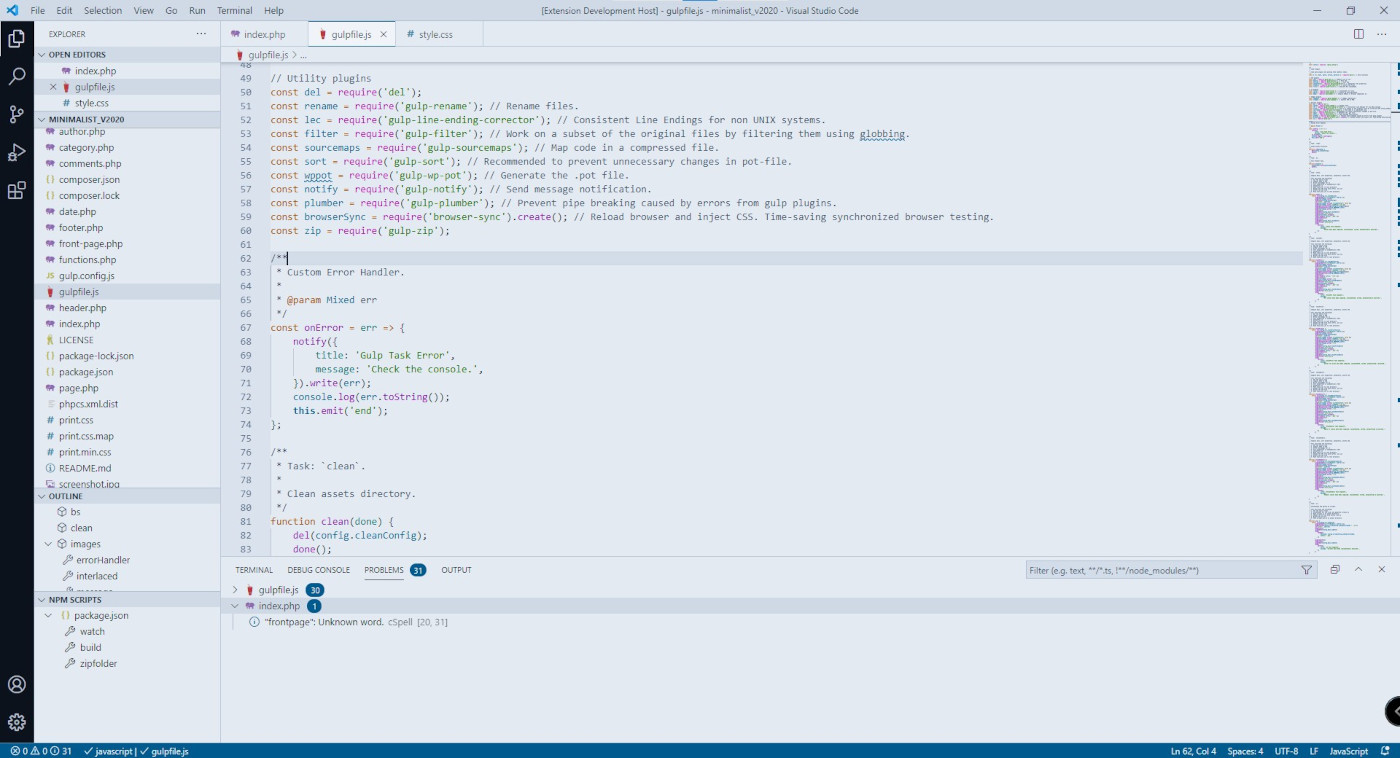 File Edit Selection View Go Run Terminal Help
[Extension Development Host] - gulpfile.js - minimalist_v2020 - Visual Studio Code
EXPLORER
OPEN EDITORS
index.php
gulpfile.js
style.css
MINIMALIST_V2020
author.php
category.php
comments.php
composer.json
composer.lock
date.php
footer.php
front-page.php
functions.php
JS gulp.config.js
gulpfile.js
header.php
index.php
LICENSE
package-lock.json
package.json
page.php
phpcs.xml.dist
# print.css
# print.css.map
# print.min.css
README.md
screenshot.jpg
OUTLINE
bs
clean
images
errorHandler
interlaced
NPM SCRIPTS
package.json
watch
build
zipfolder
index.php
gulpfile.js
# style.css
gulpfile.js > ...
48
49 // Utility plugins
50 const del = require('del');
51 const rename = require('gulp-rename'); // Rename files.
52 const lec = require('gulp-line-ending-corrector'); // Consistent Line Endings for non UNIX systems.
53 const filter = require('gulp-filter'); // Work on a subset of the original files by filtering them using globbing.
54 const sourcemaps = require('gulp-sourcemaps'); // Map code in a compressed file.
55 const sort = require('gulp-sort'); // Recommended to prevent unnecessary changes in pot-file.
56 const wppot = require('gulp-wp-pot'); // Generate the .pot file.
57 const notify = require('gulp-notify'); // Send message notification.
58 const plumber = require('gulp-plumber'); // Prevent pipe breaking caused by errors from gulp plugins.
59 const browserSync = require('browser-sync').create(); // Reload browser and inject CSS. Time-saving synchronized browser testing.
60 const zip = require('gulp-zip');
61
62 /**
63 * Custom Error Handler.
64 *
65 * @param Mixed err
66 */
67 const onError = err => {
68 notify({
69 title: 'Gulp Task Error',
70 message: 'Check the console.',
71 }).write(err);
72 console.log(err.toString());
73 this.emit('end');
74 };
75
76 /**
77 * Task: `clean`.
78 *
79 * Clean assets directory.
80 */
81 function clean(done) {
82 del(config.cleanConfig);
83 done();
TERMINAL DEBUG CONSOLE PROBLEMS 31 OUTPUT
Filter (e.g. text, **/*.ts, !**/node_modules/**)
gulpfile.js 30
index.php 1
"frontpage": Unknown word. cSpell [20, 31]
0 0 31 javascript | gulpfile.js
Ln 62, Col 4 Spaces: 4 UTF-8 LF JavaScript